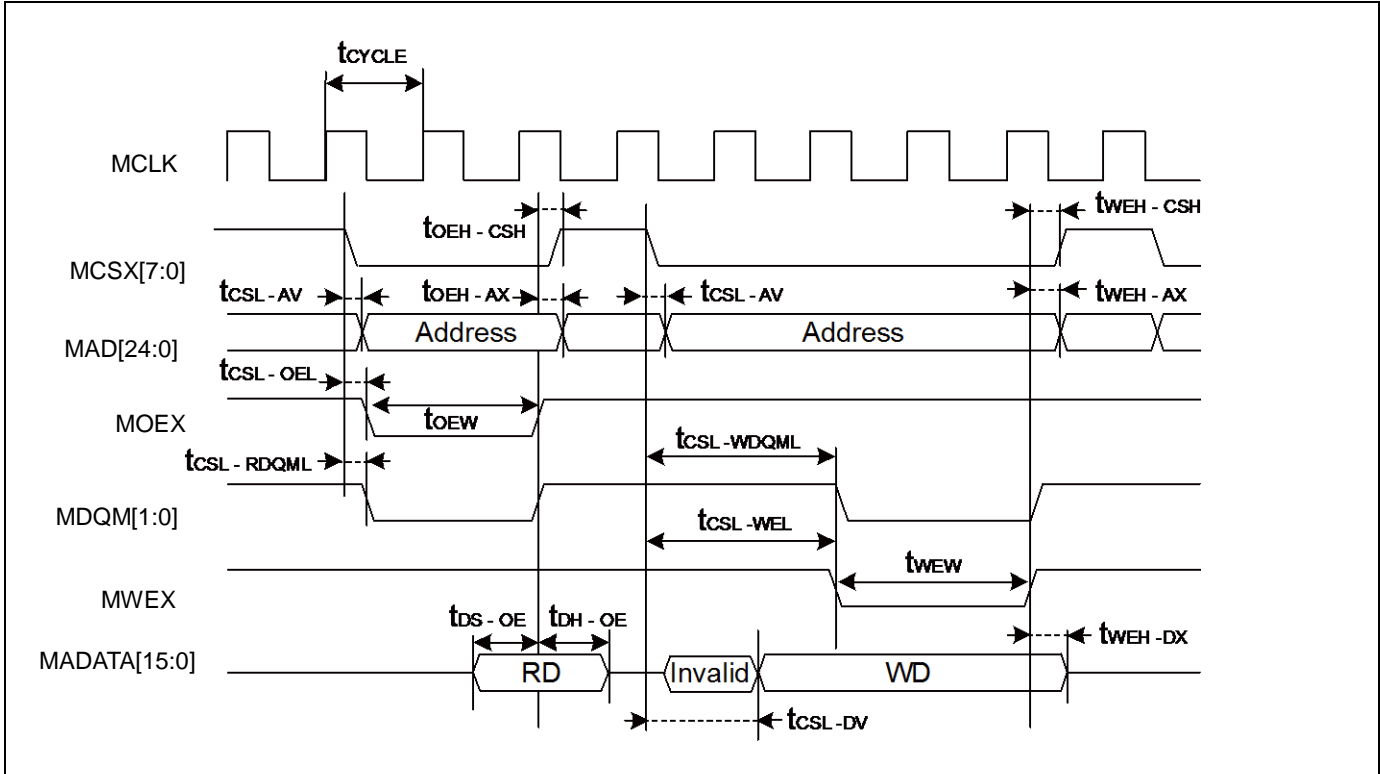 tCYCLE
MCLK
tOEH - CSH
tWEH - CSH
MCSX[7:0]
tCSL - AV
tOEH - AX
tCSL - AV
tWEH - AX
MAD[24:0]
Address
Address
tCSL - OEL
MOEX
tOEW
tCSL -WDQML
tCSL - RDQML
MDQM[1:0]
tCSL -WEL
tWEW
MWEX
tDS - OE
tDH - OE
tWEH -DX
MADATA[15:0]
RD
Invalid
WD
tCSL -DV